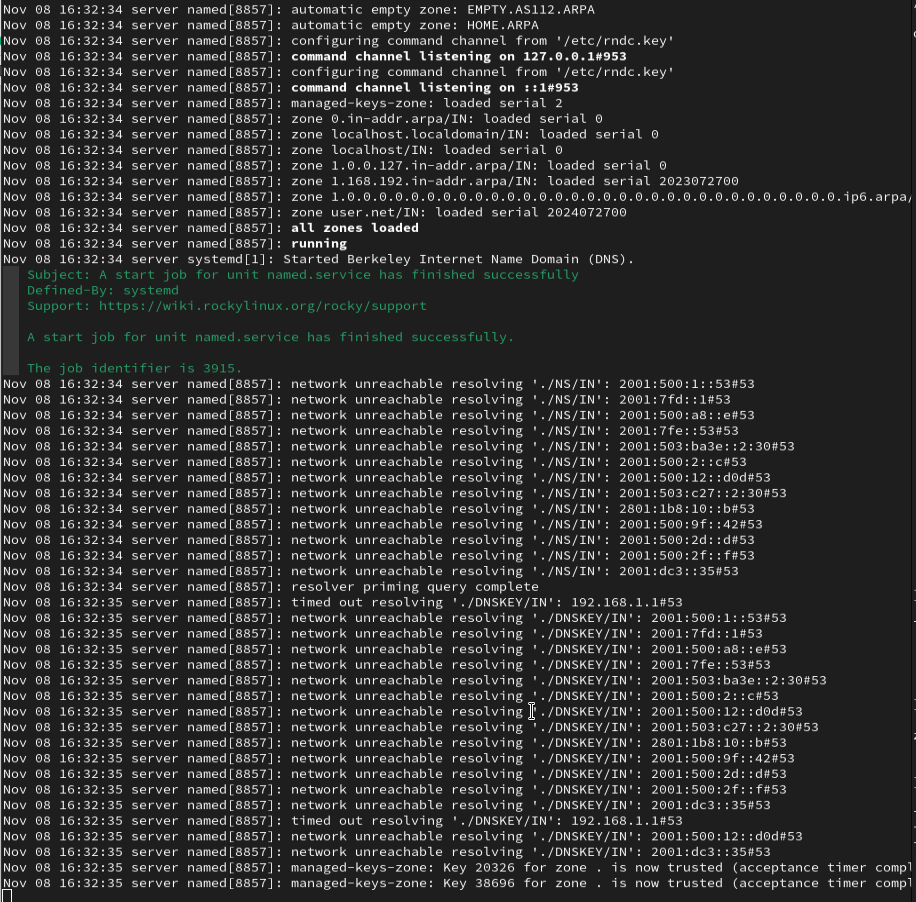 Nov 08 16:32:34 server named[8857]: automatic empty zone: EMPTY.AS112.ARPA
Nov 08 16:32:34 server named[8857]: automatic empty zone: HOME.ARPA
Nov 08 16:32:34 server named[8857]: configuring command channel from '/etc/rndc.key'
Nov 08 16:32:34 server named[8857]: command channel listening on 127.0.0.1#953
Nov 08 16:32:34 server named[8857]: configuring command channel from '/etc/rndc.key'
Nov 08 16:32:34 server named[8857]: command channel listening on ::1#953
Nov 08 16:32:34 server named[8857]: managed-keys-zone: loaded serial 2
Nov 08 16:32:34 server named[8857]: zone 0.in-addr.arpa/IN: loaded serial 0
Nov 08 16:32:34 server named[8857]: zone localhost.localdomain/IN: loaded serial 0
Nov 08 16:32:34 server named[8857]: zone localhost/IN: loaded serial 0
Nov 08 16:32:34 server named[8857]: zone 1.0.0.127.in-addr.arpa/IN: loaded serial 0
Nov 08 16:32:34 server named[8857]: zone 1.168.192.in-addr.arpa/IN: loaded serial 2023072700
Nov 08 16:32:34 server named[8857]: zone 1.0.0.0.0.0.0.0.0.0.0.0.0.0.0.0.0.0.0.0.0.0.0.0.0.0.0.0.0.0.0.0.ip6.arpa/
Nov 08 16:32:34 server named[8857]: zone user.net/IN: loaded serial 2024072700
Nov 08 16:32:34 server named[8857]: all zones loaded
Nov 08 16:32:34 server named[8857]: running
Nov 08 16:32:34 server systemd[1]: Started Berkeley Internet Name Domain (DNS).
Subject: A start job for unit named.service has finished successfully
Defined-By: systemd
Support: https://wiki.rockylinux.org/rocky/support
A start job for unit named.service has finished successfully.
The job identifier is 3915.
Nov 08 16:32:34 server named[8857]: network unreachable resolving './NS/IN': 2001:500:1::53#53
Nov 08 16:32:34 server named[8857]: network unreachable resolving './NS/IN': 2001:7fd::1#53
Nov 08 16:32:34 server named[8857]: network unreachable resolving './NS/IN': 2001:500:a8::e#53
Nov 08 16:32:34 server named[8857]: network unreachable resolving './NS/IN': 2001:7fe::53#53
Nov 08 16:32:34 server named[8857]: network unreachable resolving './NS/IN': 2001:503:ba3e::2:30#53
Nov 08 16:32:34 server named[8857]: network unreachable resolving './NS/IN': 2001:500:2::c#53
Nov 08 16:32:34 server named[8857]: network unreachable resolving './NS/IN': 2001:500:12::d0d#53
Nov 08 16:32:34 server named[8857]: network unreachable resolving './NS/IN': 2001:503:c27::2:30#53
Nov 08 16:32:34 server named[8857]: network unreachable resolving './NS/IN': 2801:1b8:10::b#53
Nov 08 16:32:34 server named[8857]: network unreachable resolving './NS/IN': 2001:500:9f::42#53
Nov 08 16:32:34 server named[8857]: network unreachable resolving './NS/IN': 2001:500:2d::d#53
Nov 08 16:32:34 server named[8857]: network unreachable resolving './NS/IN': 2001:500:2f::f#53
Nov 08 16:32:34 server named[8857]: network unreachable resolving './NS/IN': 2001:dc3::35#53
Nov 08 16:32:34 server named[8857]: resolver priming query complete
Nov 08 16:32:34 server named[8857]: timed out resolving './DNSKEY/IN': 192.168.1.1#53
Nov 08 16:32:35 server named[8857]: network unreachable resolving './DNSKEY/IN': 2001:500:1::53#53
Nov 08 16:32:35 server named[8857]: network unreachable resolving './DNSKEY/IN': 2001:7fd::1#53
Nov 08 16:32:35 server named[8857]: network unreachable resolving './DNSKEY/IN': 2001:500:a8::e#53
Nov 08 16:32:35 server named[8857]: network unreachable resolving './DNSKEY/IN': 2001:7fe::53#53
Nov 08 16:32:35 server named[8857]: network unreachable resolving './DNSKEY/IN': 2001:503:ba3e::2:30#53
Nov 08 16:32:35 server named[8857]: network unreachable resolving './DNSKEY/IN': 2001:500:2::c#53
Nov 08 16:32:35 server named[8857]: network unreachable resolving './DNSKEY/IN': 2001:500:12::d0d#53
Nov 08 16:32:35 server named[8857]: network unreachable resolving './DNSKEY/IN': 2001:503:c27::2:30#53
Nov 08 16:32:35 server named[8857]: network unreachable resolving './DNSKEY/IN': 2801:1b8:10::b#53
Nov 08 16:32:35 server named[8857]: network unreachable resolving './DNSKEY/IN': 2001:500:9f::42#53
Nov 08 16:32:35 server named[8857]: network unreachable resolving './DNSKEY/IN': 2001:500:2d::d#53
Nov 08 16:32:35 server named[8857]: network unreachable resolving './DNSKEY/IN': 2001:500:2f::f#53
Nov 08 16:32:35 server named[8857]: network unreachable resolving './DNSKEY/IN': 2001:dc3::35#53
Nov 08 16:32:35 server named[8857]: timed out resolving './DNSKEY/IN': 192.168.1.1#53
Nov 08 16:32:35 server named[8857]: network unreachable resolving './DNSKEY/IN': 2001:500:12::d0d#53
Nov 08 16:32:35 server named[8857]: network unreachable resolving './DNSKEY/IN': 2001:dc3::35#53
Nov 08 16:32:35 server named[8857]: managed-keys-zone: Key 20326 for zone . is now trusted (acceptance timer compl
Nov 08 16:32:35 server named[8857]: managed-keys-zone: Key 38696 for zone . is now trusted (acceptance timer compl